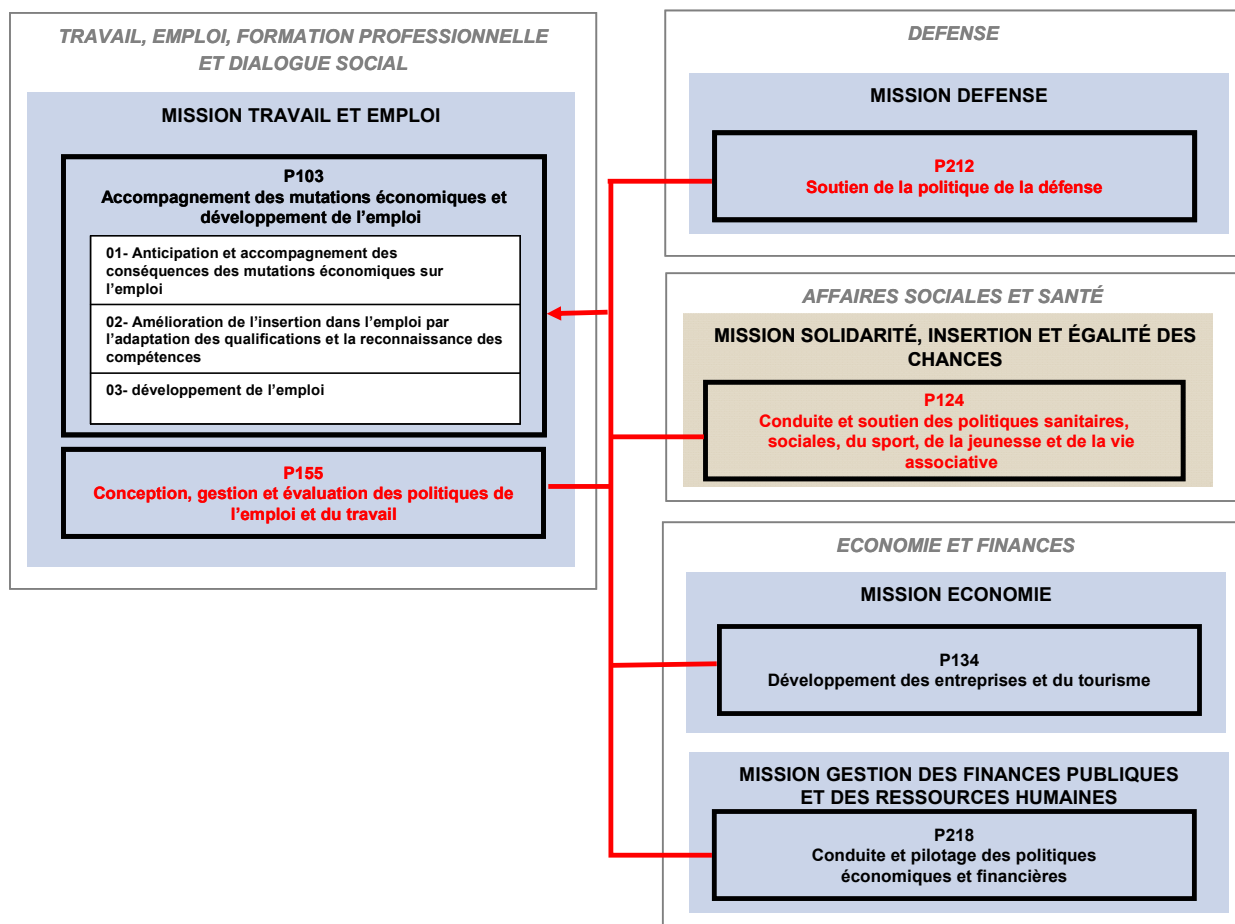 TRAVAIL, EMPLOI, FORMATION PROFESSIONNELLE
ET DIALOGUE SOCIAL
MISSION TRAVAIL ET EMPLOI
P103
Accompagnement des mutations économiques et
développement de l’emploi
01- Anticipation et accompagnement des
conséquences des mutations économiques sur
l’emploi
02- Amélioration de l’insertion dans l’emploi par
l’adaptation des qualifications et la reconnaissance des
compétences
03- développement de l’emploi
P155
Conception, gestion et évaluation des politiques de
l’emploi et du travail
DEFENSE
MISSION DEFENSE
P212
Soutien de la politique de la défense
AFFAIRES SOCIALES ET SANTÉ
MISSION SOLIDARITÉ, INSERTION ET ÉGALITÉ DES
CHANCES
P124
Conduite et soutien des politiques sanitaires,
sociales, du sport, de la jeunesse et de la vie
associative
ECONOMIE ET FINANCES
MISSION ECONOMIE
P134
Développement des entreprises et du tourisme
MISSION GESTION DES FINANCES PUBLIQUES
ET DES RESSOURCES HUMAINES
P218
Conduite et pilotage des politiques
économiques et financières